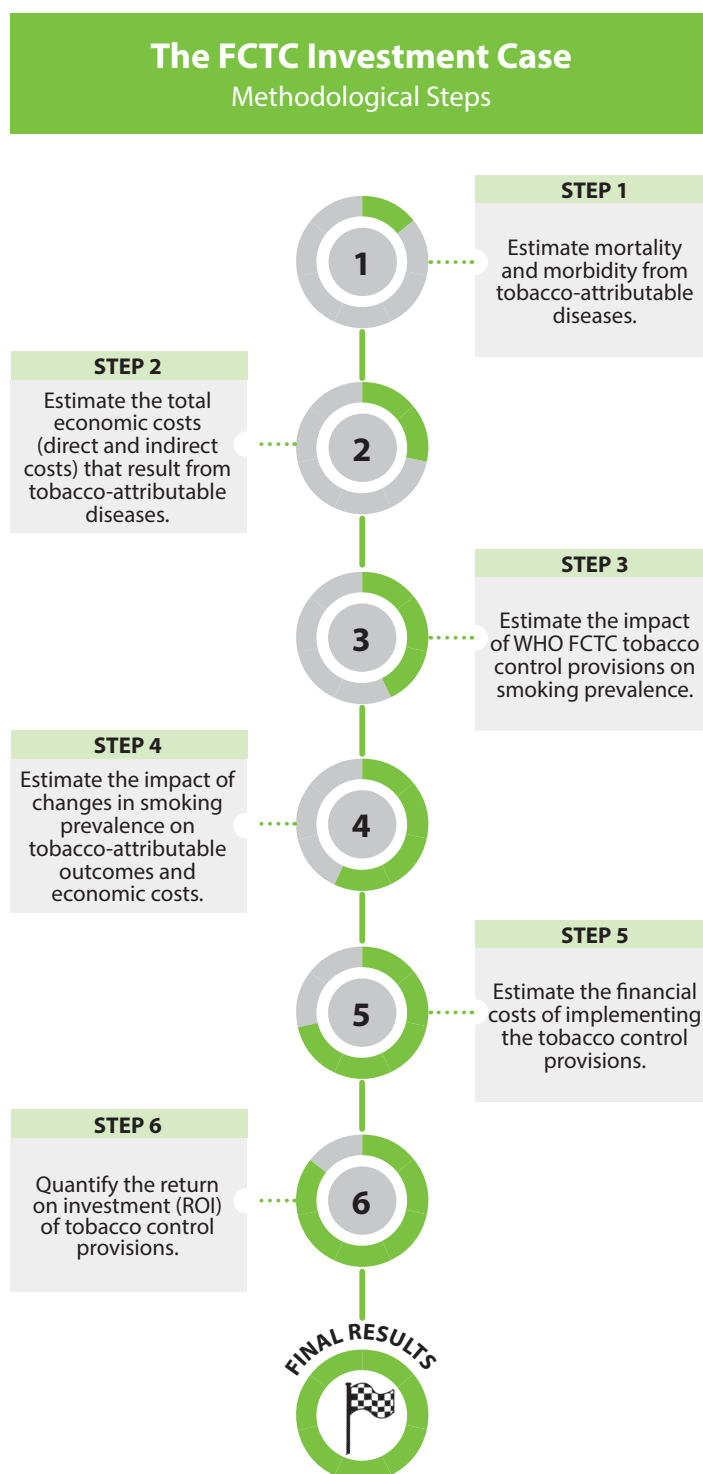 The FCTC Investment Case
Methodological Steps
1
STEP 1
Estimate mortality
and morbidity from
tobacco-attributable
diseases.
STEP 2
Estimate the total
economic costs
(direct and indirect
costs) that result from
tobacco-attributable
diseases.
2
3
STEP 3
Estimate the impact
of WHO FCTC tobacco
control provisions on
smoking prevalence.
STEP 4
Estimate the impact of
changes in smoking
prevalence on
tobacco-attributable
outcomes and
economic costs.
4
5
STEP 5
Estimate the financial
costs of implementing
the tobacco control
provisions.
STEP 6
Quantify the return
on investment (ROI)
of tobacco control
provisions.
6
FINAL RESULTS